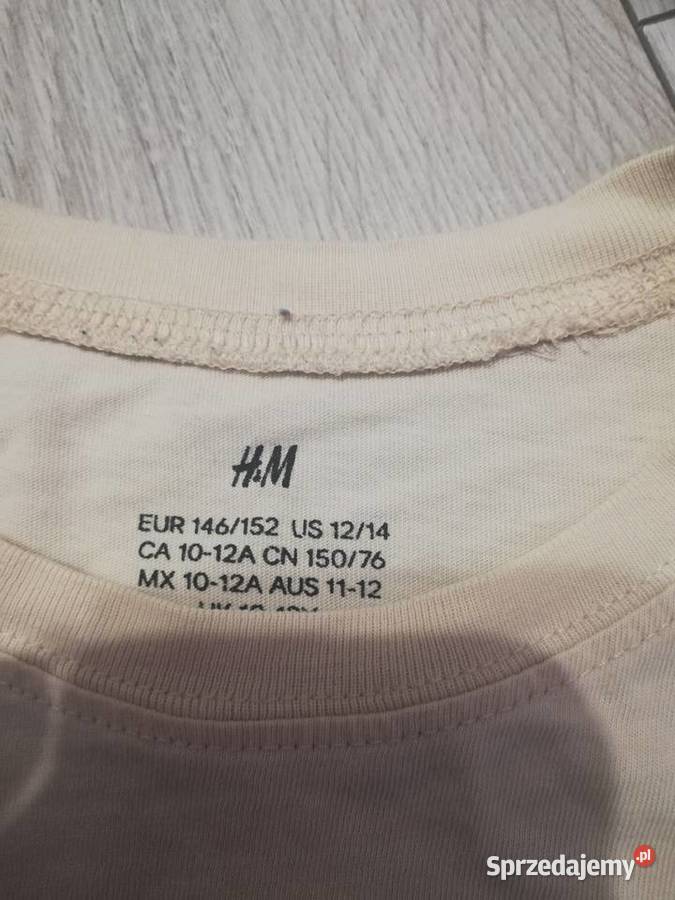 H&M
EUR 146/152 US 12/14
CA 10-12A CN 150/76
MX 10-12A AUS 11-12
Sprzedajemy.pl